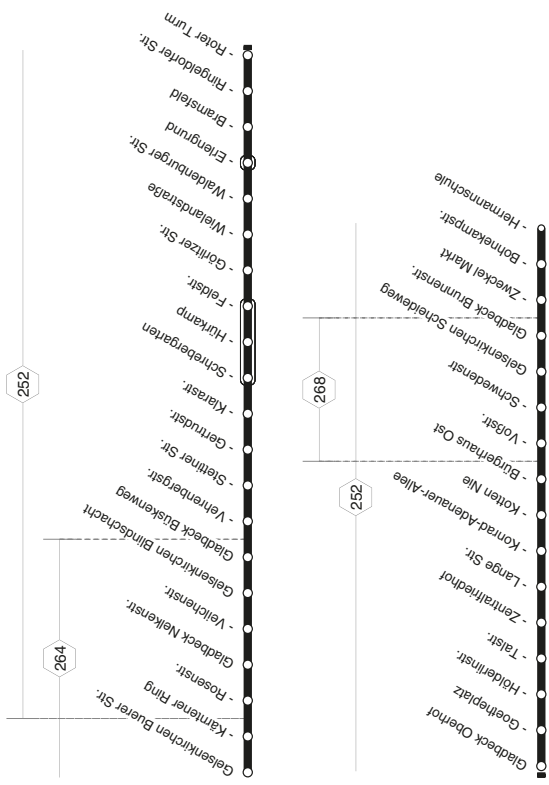 Roter Turm -
Ringeldorfer Str. -
Bramsfeld -
Erlengrund -
Waldenburger Str. -
Wielandstraße -
Görlitzer Str. -
Feldstr. -
Hürkamp -
Schrebergarten -
Klarastr. -
Gertrudstr. -
Stettiner Str. -
Vehrenbergstr. -
Gladbeck Büskenweg -
Gelsenkirchen Blindschacht -
Veilchenstr. -
Gladbeck Nelkenstr. -
Rosenstr. -
Kärntener Ring -
Gelsenkirchen Buerer Str.
252
264
Hermannschule -
Bohnekampstr. -
Zweckel Markt -
Gladbeck Brunnenstr. -
Gelsenkirchen Scheideweg -
Schwedenstr -
Voßstr. -
Bürgerhaus Ost -
Kotten Nie -
Konrad-Adenauer-Allee -
Lange Str. -
Zentralfriedhof -
Talstr. -
Hölderlinstr. -
Goetheplatz -
Gladbeck Oberhof
268
252